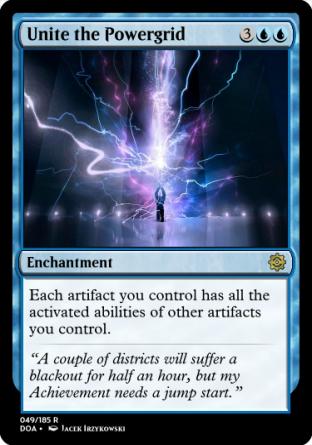 Unite the Powergrid 3
Enchantment
Each artifact you control has all the
activated abilities of other artifacts
you control.
“A couple of districts will suffer a
blackout for half an hour, but my
Achievement needs a jump start.”
049/185 R
DOA • Jacek Irzykowski